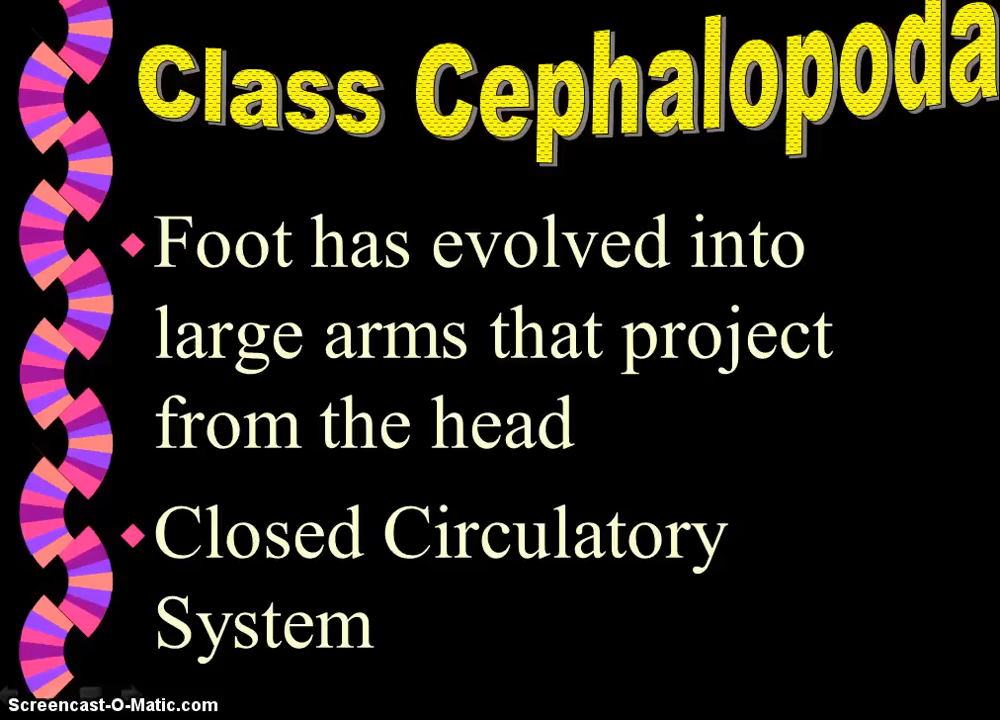 Class Cephalopoda
Foot has evolved into
large arms that project
from the head
Closed Circulatory
System
Screencast-O-Matic.com